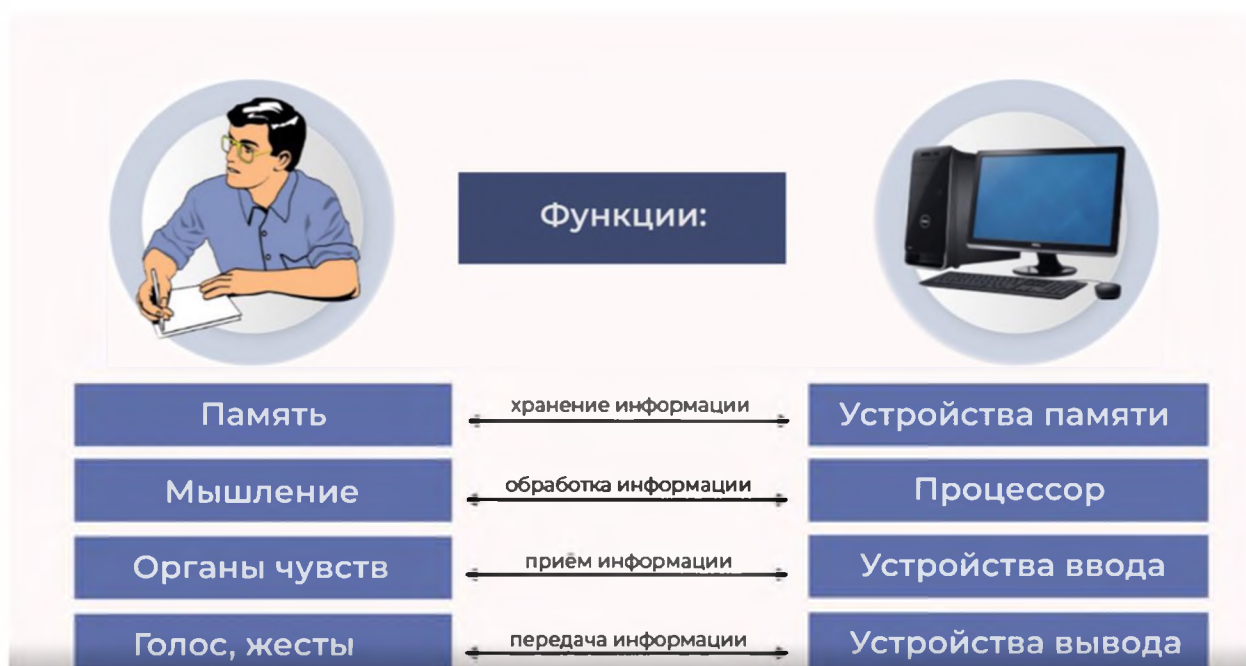 Функции:
Память
хранение информации
Устройства памяти
Мышление
обработка информации
Процессор
Органы чувств
приём информации
Устройства ввода
Голос, жесты
передача информации
Устройства вывода